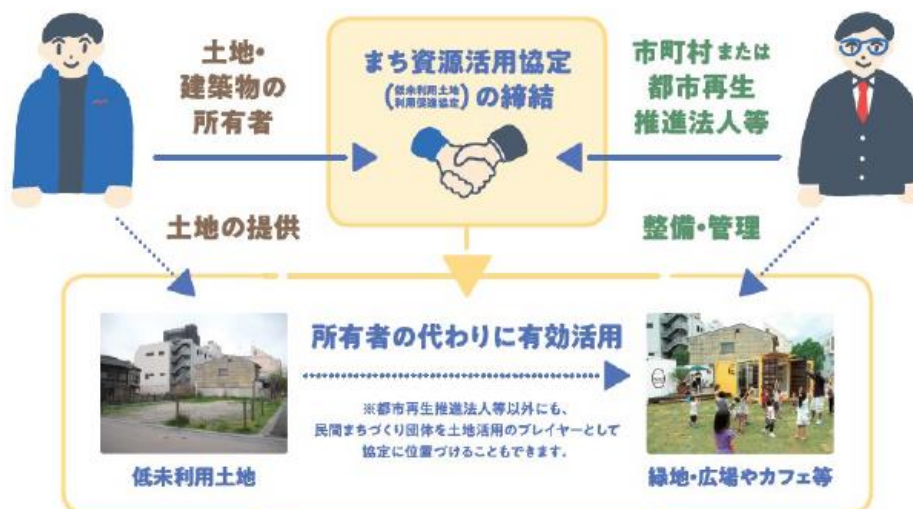 土地・
建築物の
所有者
まち資源活用協定
(低未利用土地
利用促進協定)の締結
市町村または
都市再生
推進法人等
土地の提供
整備・管理
所有者の代わりに有効活用
※都市再生推進法人等以外にも、
民間まちづくり団体を土地活用のプレイヤーとして
協定に位置づけることもできます。
低未利用土地
緑地・広場やカフェ等